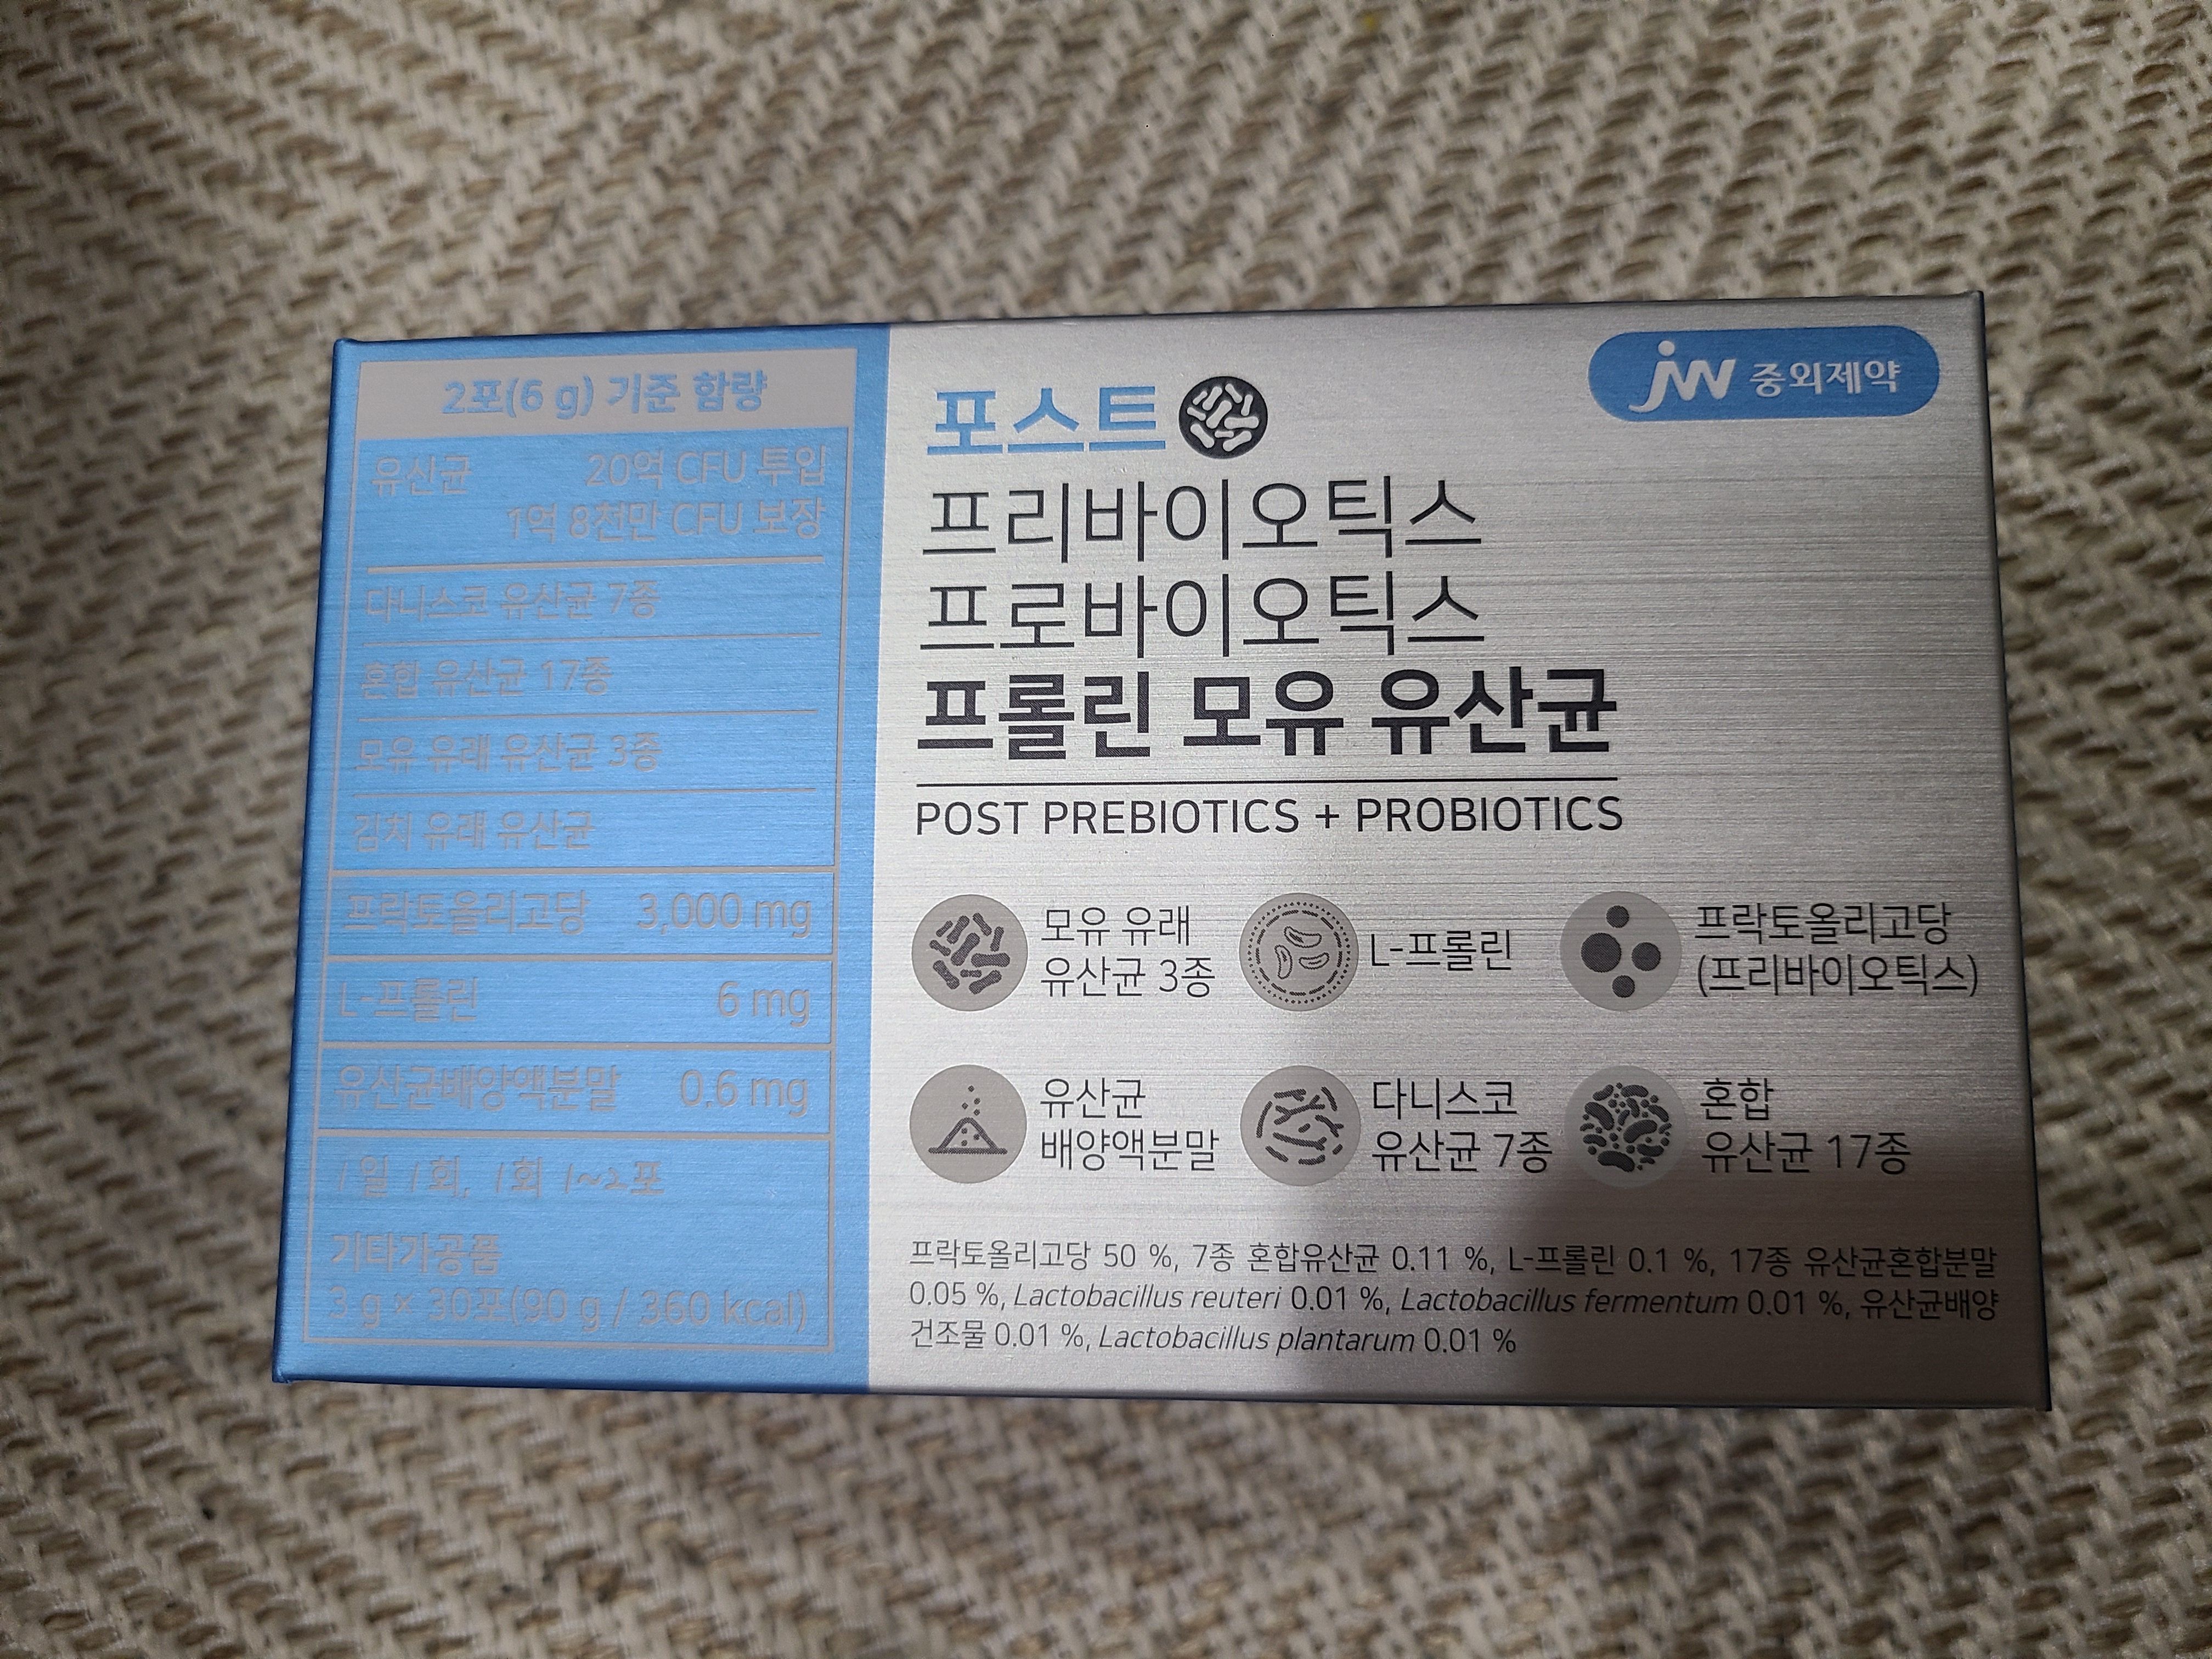 2포(6 g) 기준 함량
유산균 20억 CFU 투입
1억 8천만 CFU 보장
다니스코 유산균 7종
혼합 유산균 17종
모유 유래 유산균 3종
김치 유래 유산균
프락토올리고당 3,000 mg
L-프롤린 6 mg
유산균배양액분말 0.6 mg
1일 1회, 1회 1~2포
기타가공품
3 g × 30포(90 g / 360 kcal)
jw 중외제약
포스트
프리바이오틱스
프로바이오틱스
프롤린 모유 유산균
POST PREBIOTICS + PROBIOTICS
모유 유래
유산균 3종
L-프롤린
프락토올리고당
(프리바이오틱스)
유산균
배양액분말
다니스코
유산균 7종
혼합
유산균 17종
프락토올리고당 50 %, 7종 혼합유산균 0.11 %, L-프롤린 0.1 %, 17종 유산균혼합분말
0.05 %, Lactobacillus reuteri 0.01 %, Lactobacillus fermentum 0.01 %, 유산균배양
건조물 0.01 %, Lactobacillus plantarum 0.01 %